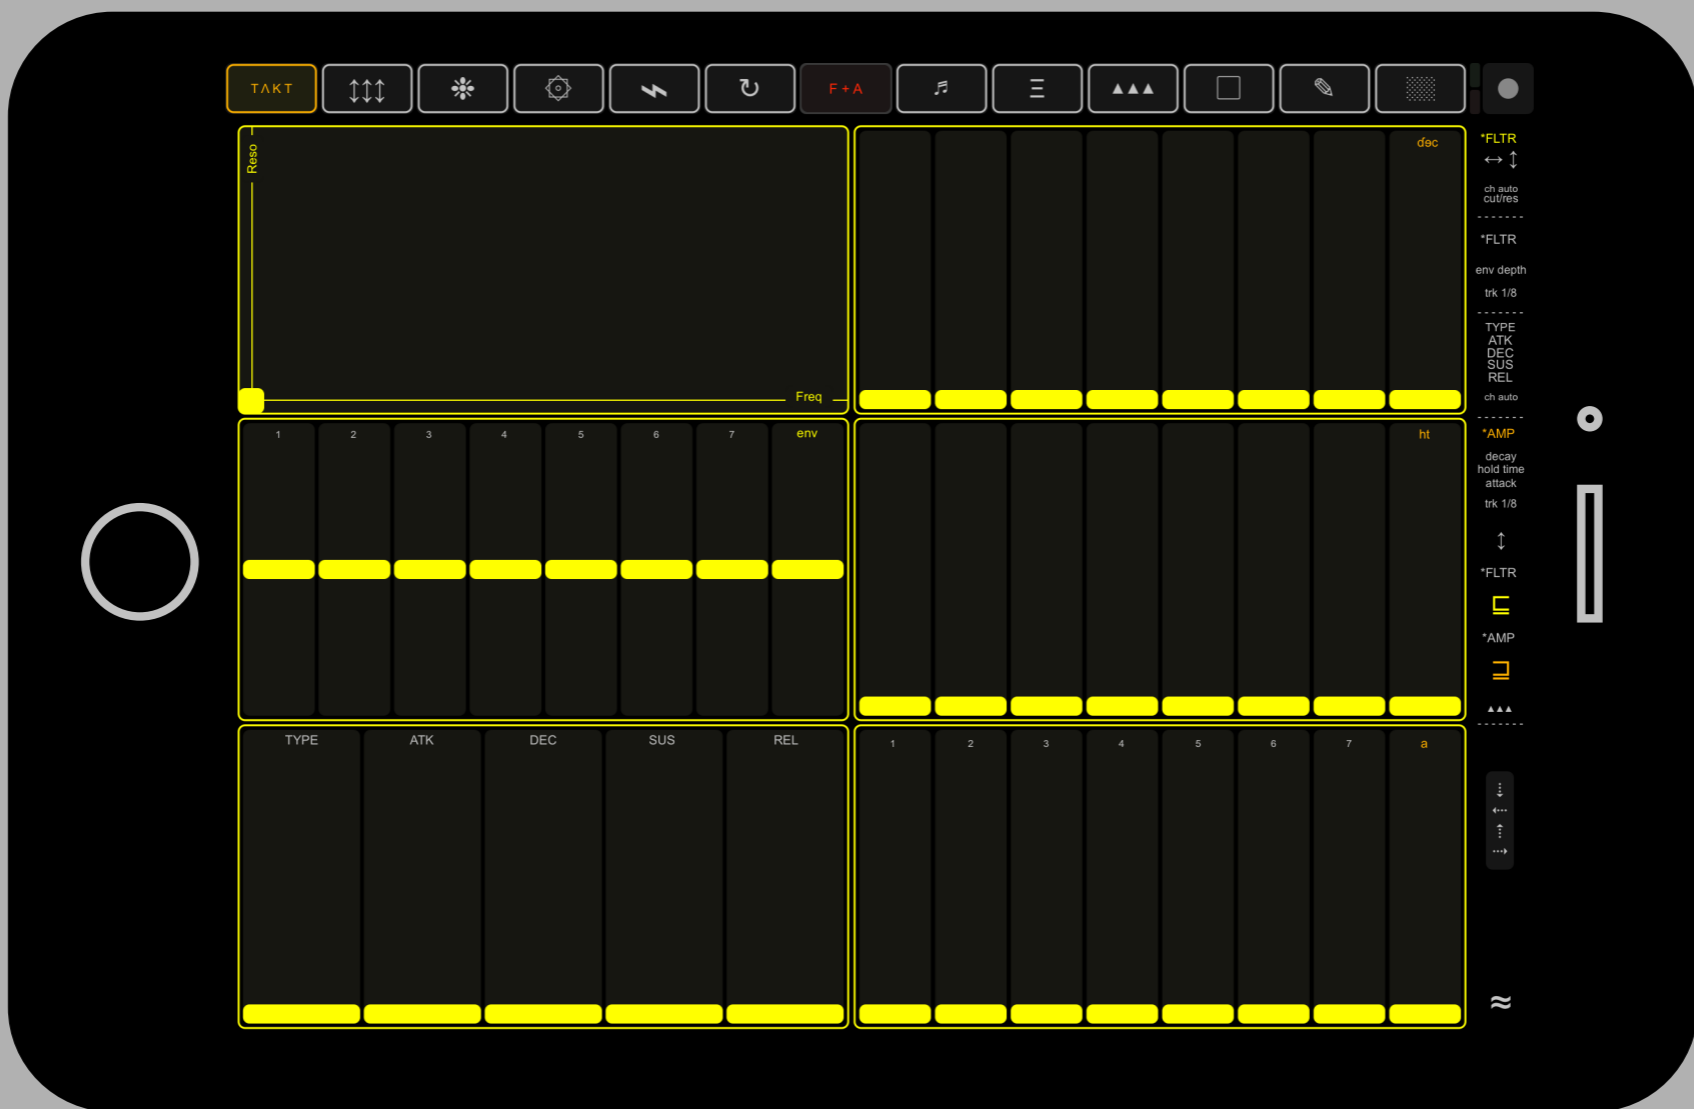 TΛKT
F + A
Reso
Freq
dec
1 2 3 4 5 6 7 env
ht
TYPE ATK DEC SUS REL
1 2 3 4 5 6 7 a
*FLTR
ch auto
cut/res
*FLTR
env depth
trk 1/8
TYPE
ATK
DEC
SUS
REL
ch auto
*AMP
decay
hold time
attack
trk 1/8
*FLTR
*AMP